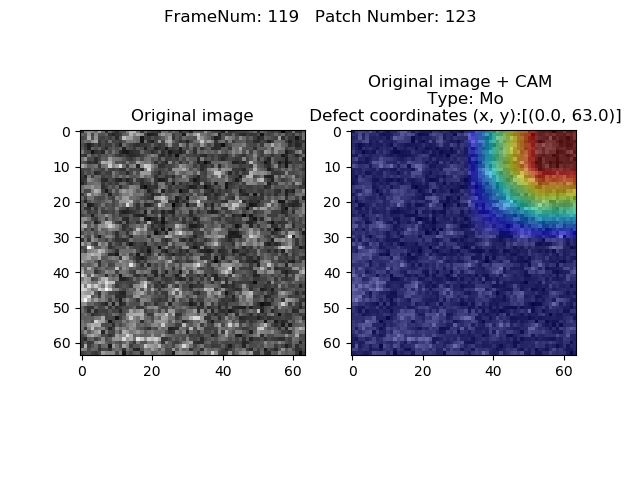 FrameNum: 119   Patch Number: 123
Original image
Original image + CAM
Type: Mo
Defect coordinates (x, y):[(0.0, 63.0)]
0
10
20
30
40
50
60
0 20 40 60
0
10
20
30
40
50
60
0 20 40 60